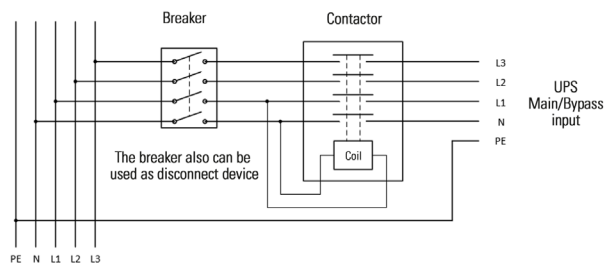 Breaker
Contactor
L3
L2
L1
N
PE
UPS
Main/Bypass
input
Coil
The breaker also can be
used as disconnect device
PE N L1 L2 L3